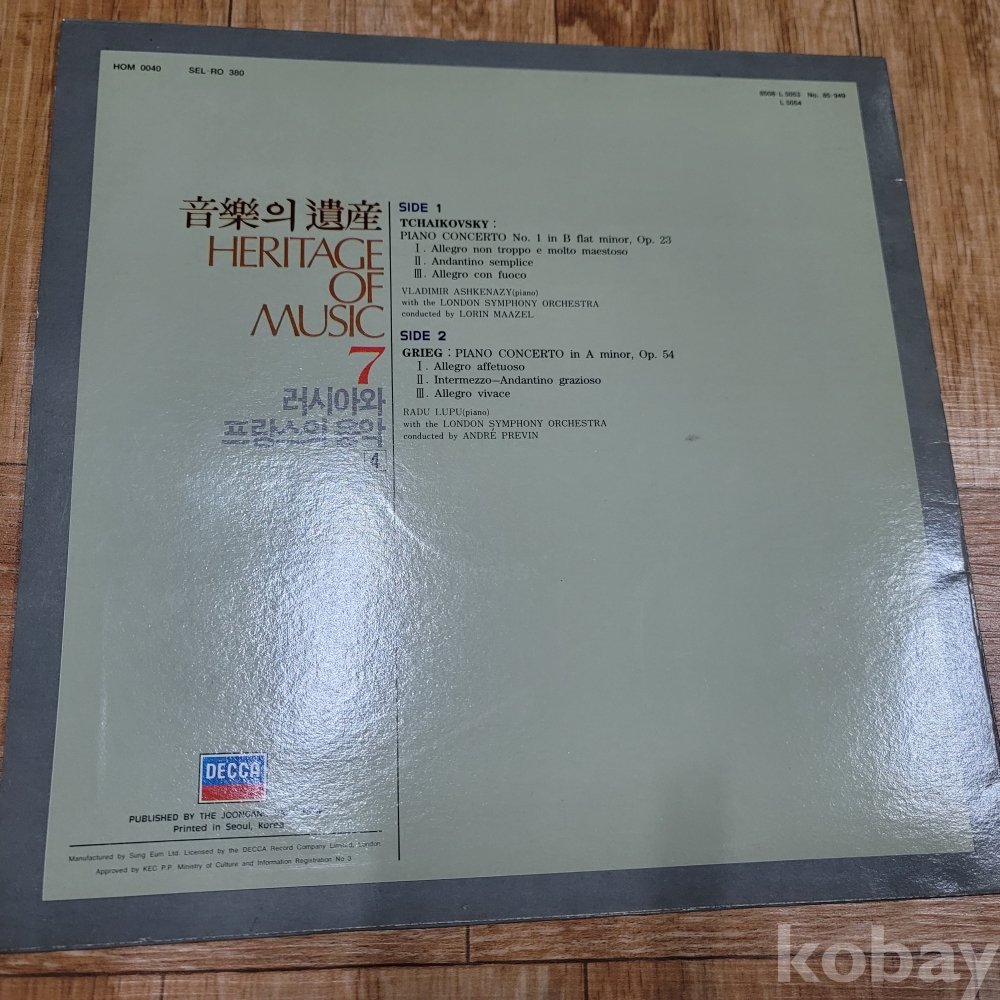 HOM 0040 SEL-RO 380
No. 85-949
音樂의 遺産
HERITAGE
OF
MUSIC
7
러시아와
프랑스의 음악
4
SIDE 1
TCHAIKOVSKY :
PIANO CONCERTO No. 1 in B flat minor, Op. 23
Ⅰ. Allegro non troppo e molto maestoso
Ⅱ. Andantino semplice
Ⅲ. Allegro con fuoco
VLADIMIR ASHKENAZY(piano)
with the LONDON SYMPHONY ORCHESTRA
conducted by LORIN MAAZEL
SIDE 2
GRIEG : PIANO CONCERTO in A minor, Op. 54
Ⅰ. Allegro affetuoso
Ⅱ. Intermezzo—Andantino grazioso
Ⅲ. Allegro vivace
RADU LUPU(piano)
with the LONDON SYMPHONY ORCHESTRA
conducted by ANDRÉ PREVIN
DECCA
PUBLISHED BY THE
Printed in Seoul, Korea
Manufactured by Sung Eum Ltd. Licensed by the DECCA Record Company Limited, London.
Approved by KEC P.P. Ministry of Culture and Information Registration No. 3
kobay